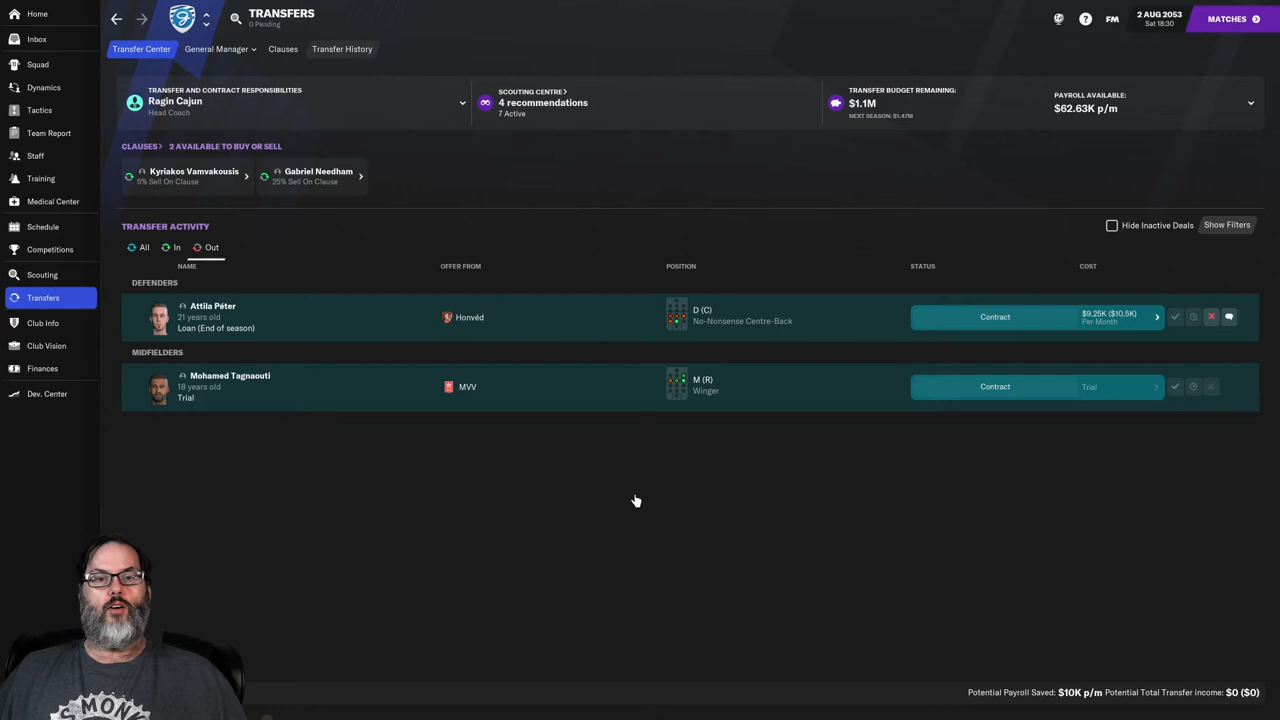 Home
TRANSFERS
0 Pending
FM
2 AUG 2053
Sat 18:30
MATCHES
Inbox
Transfer Center
General Manager
Clauses
Transfer History
Squad
Dynamics
Tactics
Team Report
Staff
Training
Medical Center
Schedule
Competitions
Scouting
Transfers
Club Info
Club Vision
Finances
Dev. Center
TRANSFER AND CONTRACT RESPONSIBILITIES
Ragin Cajun
Head Coach
SCOUTING CENTRE
4 recommendations
7 Active
TRANSFER BUDGET REMAINING:
$1.1M
NEXT SEASON: $1.47M
PAYROLL AVAILABLE:
$62.63K p/m
CLAUSES 2 AVAILABLE TO BUY OR SELL
Kyriakos Vamvakousis
5% Sell On Clause
Gabriel Needham
25% Sell On Clause
TRANSFER ACTIVITY
Hide Inactive Deals
Show Filters
All
In
Out
NAME
OFFER FROM
POSITION
STATUS
COST
DEFENDERS
Attila Péter
21 years old
Loan (End of season)
Honvéd
D (C)
No-Nonsense Centre-Back
Contract
$9.25K ($10.5K)
Per Month
MIDFIELDERS
Mohamed Tagnaouti
18 years old
Trial
MVV
M (R)
Winger
Contract
Trial
Potential Payroll Saved: $10K p/m Potential Total Transfer income: $0 ($0)